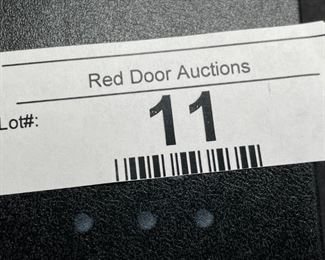 Red Door Auctions
Lot#: 11